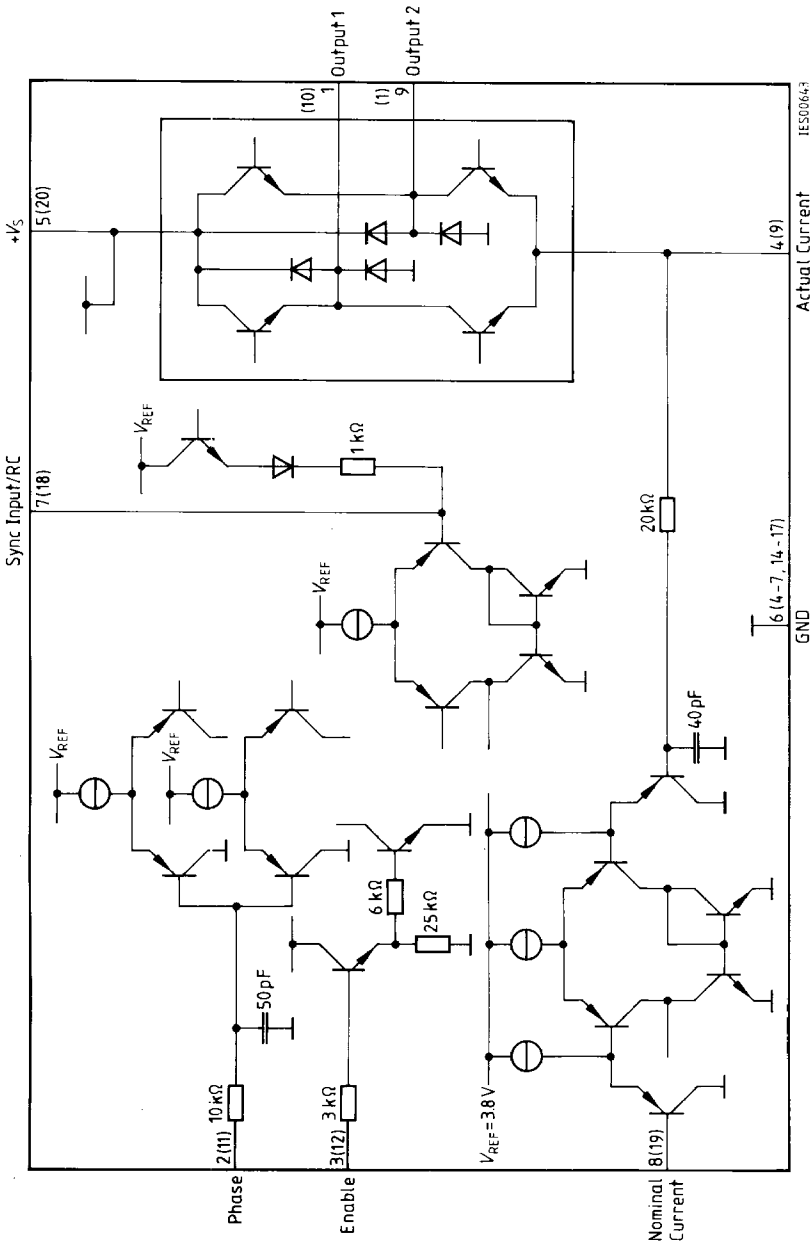 Sync Input/RC
7(18)
+VS
5(20)
VREF
VREF
VREF
VREF
(10)
1
Output 1
(1)
9
Output 2
Phase
2(11)
10kΩ
50pF
Enable
3(12)
3kΩ
6kΩ
25kΩ
1kΩ
VREF=3.8V
Nominal
Current
8(19)
40pF
20kΩ
6(4-7, 14-17)
GND
4(9)
Actual Current
IES00643